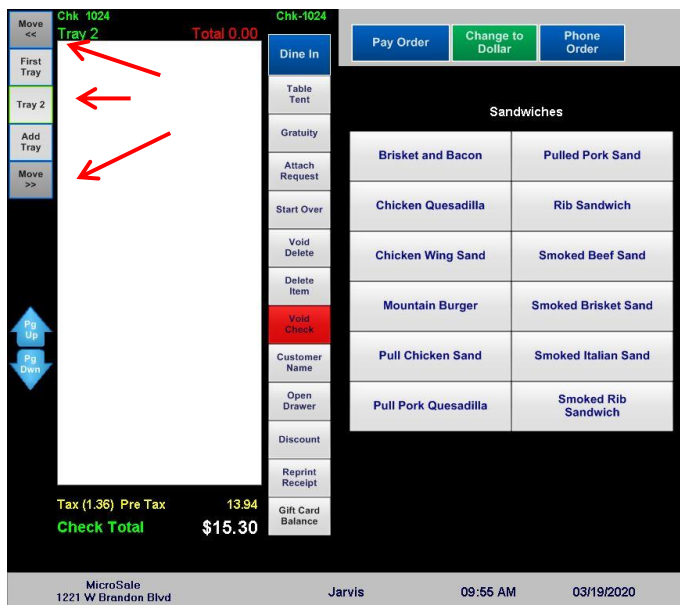 Move
<<
First
Tray
Tray 2
Add
Tray
Move
>>
Pg
Up
Pg
Dwn
Chk 1024
Tray 2 Total 0.00
Tax (1.36) Pre Tax 13.94
Check Total $15.30
Chk-1024
Dine In
Table
Tent
Gratuity
Attach
Request
Start Over
Void
Delete
Delete
Item
Void
Check
Customer
Name
Open
Drawer
Discount
Reprint
Receipt
Gift Card
Balance
Pay Order
Change to
Dollar
Phone
Order
Sandwiches
Brisket and Bacon
Pulled Pork Sand
Chicken Quesadilla
Rib Sandwich
Chicken Wing Sand
Smoked Beef Sand
Mountain Burger
Smoked Brisket Sand
Pull Chicken Sand
Smoked Italian Sand
Pull Pork Quesadilla
Smoked Rib
Sandwich
MicroSale
1221 W Brandon Blvd
Jarvis
09:55 AM
03/19/2020